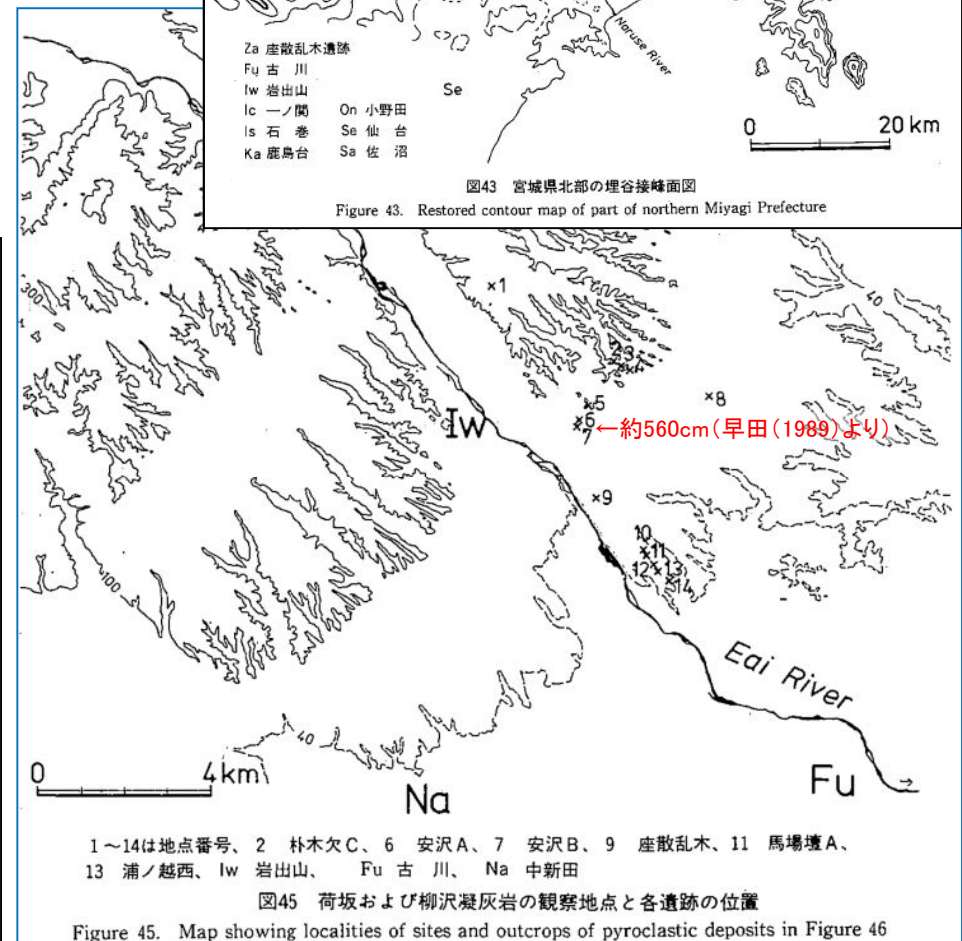 Naruse River
Za 座散乱木遺跡
Fu 古 川
Iw 岩出山
Ic 一ノ関 On 小野田
Is 石 巻 Se 仙 台
Ka 鹿島台 Sa 佐 沼
Se
0 20 km
図43 宮城県北部の埋谷接峰面図
Figure 43. Restored contour map of part of northern Miyagi Prefecture
300
×1
40
2
3
×4
×5
×8
×6
Iw
7
←約560cm(早田(1989)より)
×9
10
×11
12 ×13
×14
100
Eai River
40
0 4 km
Na
Fu
1～14は地点番号、 2 朴木欠C、 6 安沢A、 7 安沢B、 9 座散乱木、 11 馬場壇A、
13 浦ノ越西、 Iw 岩出山、 Fu 古 川、 Na 中新田
図45 荷坂および柳沢凝灰岩の観察地点と各遺跡の位置
Figure 45. Map showing localities of sites and outcrops of pyroclastic deposits in Figure 46